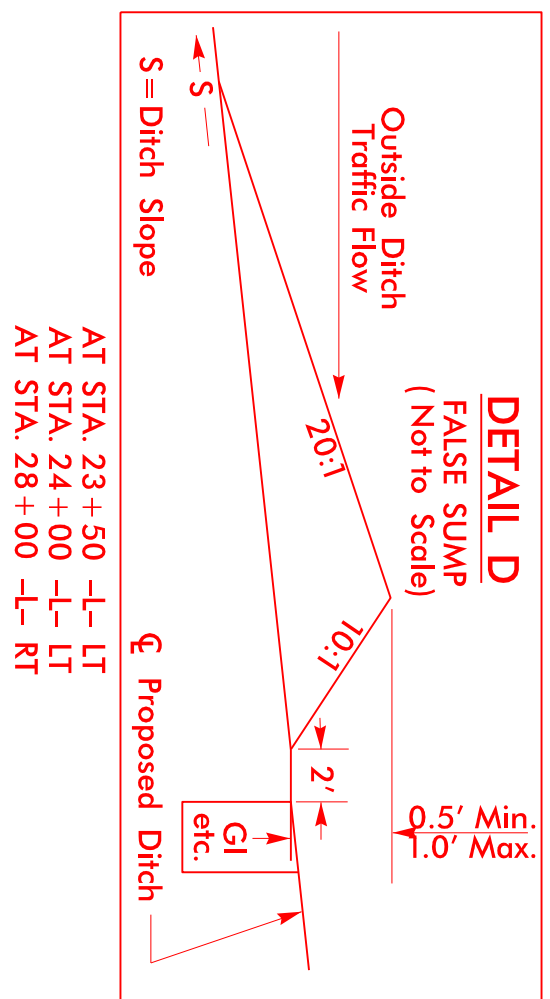 DETAIL D
FALSE SUMP
( Not to Scale)
Outside Ditch
Traffic Flow
20:1
10:1
0.5' Min.
1.0' Max.
S
S=Ditch Slope
2'
GI
etc.
℄ Proposed Ditch
AT STA. 23+50 -L- LT
AT STA. 24+00 -L- LT
AT STA. 28+00 -L- RT